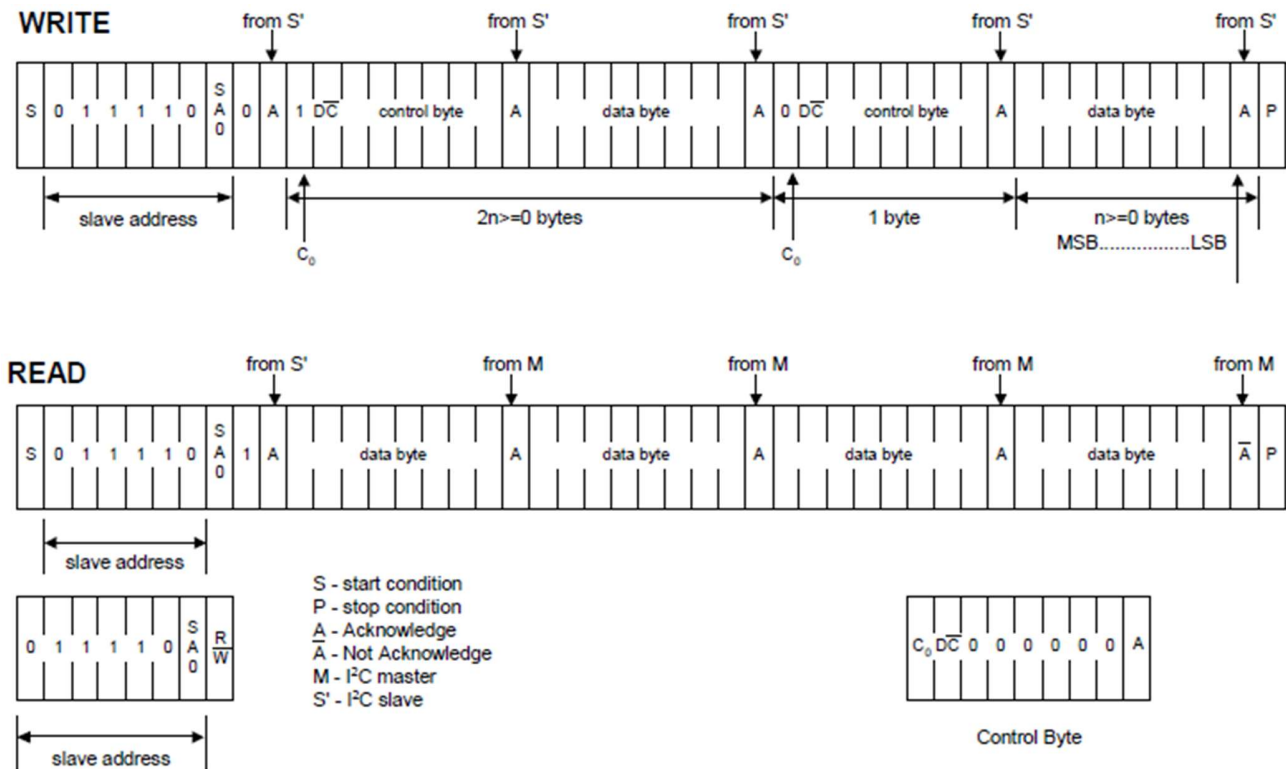 WRITE
from S' from S' from S' from S' from S'
S 0 1 1 1 1 0 SA0 0 A 1 DC̅ control byte A data byte A 0 DC̅ control byte A data byte A P
slave address 2n>=0 bytes 1 byte n>=0 bytes
MSB.................LSB
C₀ C₀
READ
from S' from M from M from M from M
S 0 1 1 1 1 0 SA0 1 A data byte A data byte A data byte A data byte A̅ P
slave address
0 1 1 1 1 0 SA0 R/W̅
slave address
S - start condition
P - stop condition
A - Acknowledge
A̅ - Not Acknowledge
M - I²C master
S' - I²C slave
C₀ DC̅ 0 0 0 0 0 0 A
Control Byte